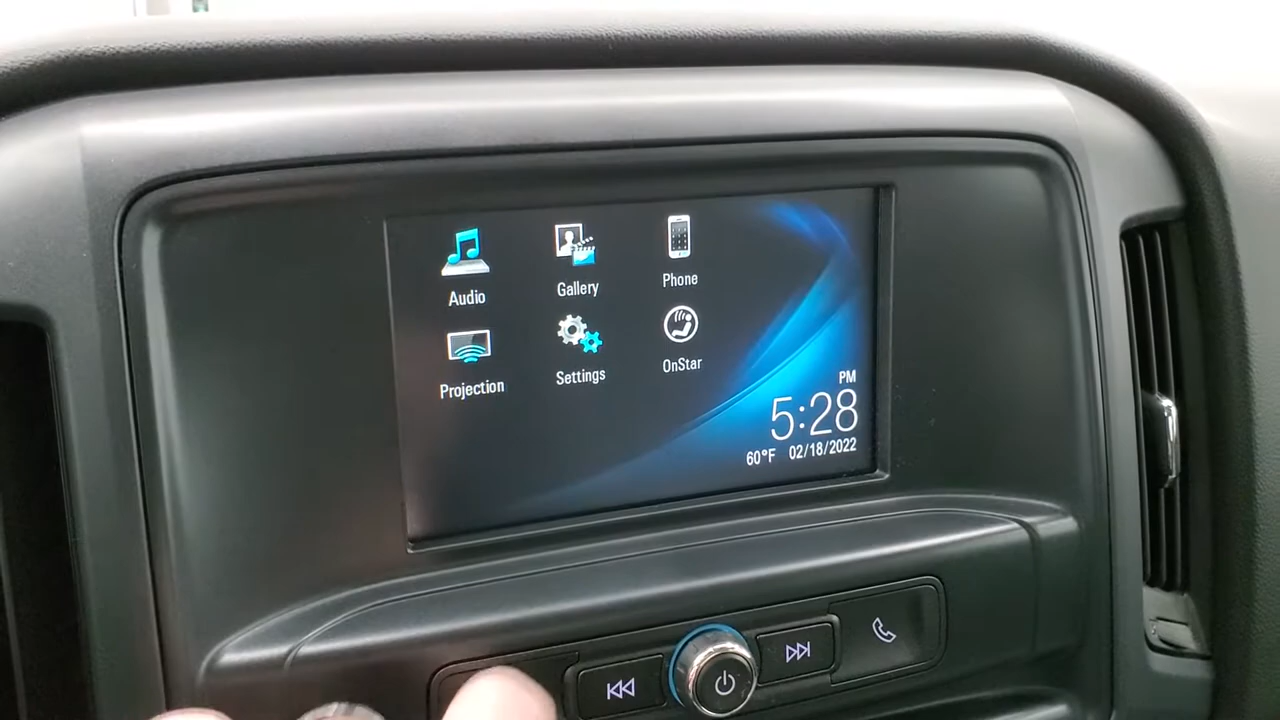 Audio
Gallery
Phone
Projection
Settings
OnStar
PM
5:28
60°F 02/18/2022